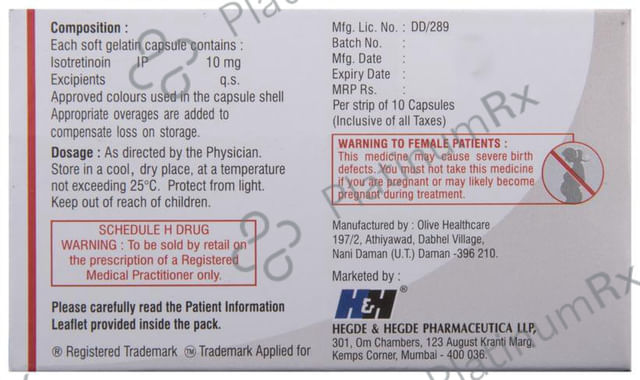 Composition :
Each soft gelatin capsule contains :
Isotretinoin IP 10 mg
Excipients q.s.
Approved colours used in the capsule shell
Appropriate overages are added to
compensate loss on storage.
Dosage : As directed by the Physician.
Store in a cool, dry place, at a temperature
not exceeding 25°C. Protect from light.
Keep out of reach of children.
SCHEDULE H DRUG
WARNING : To be sold by retail on
the prescription of a Registered
Medical Practitioner only.
Please carefully read the Patient Information
Leaflet provided inside the pack.
® Registered Trademark ™ Trademark Applied for
Mfg. Lic. No. : DD/289
Batch No. :
Mfg. Date :
Expiry Date :
MRP Rs. :
Per strip of 10 Capsules
(Inclusive of all Taxes)
WARNING TO FEMALE PATIENTS :
This medicine may cause severe birth
defects. You must not take this medicine
if you are pregnant or may likely become
pregnant during treatment.
Manufactured by : Olive Healthcare
197/2, Athiyawad, Dabhel Village,
Nani Daman (U.T.) Daman -396 210.
Marketed by :
H&H®
HEGDE & HEGDE PHARMACEUTICA LLP,
301, Om Chambers, 123 August Kranti Marg,
Kemps Corner, Mumbai - 400 036.
PlatinumRx
PlatinumRx
PlatinumRx